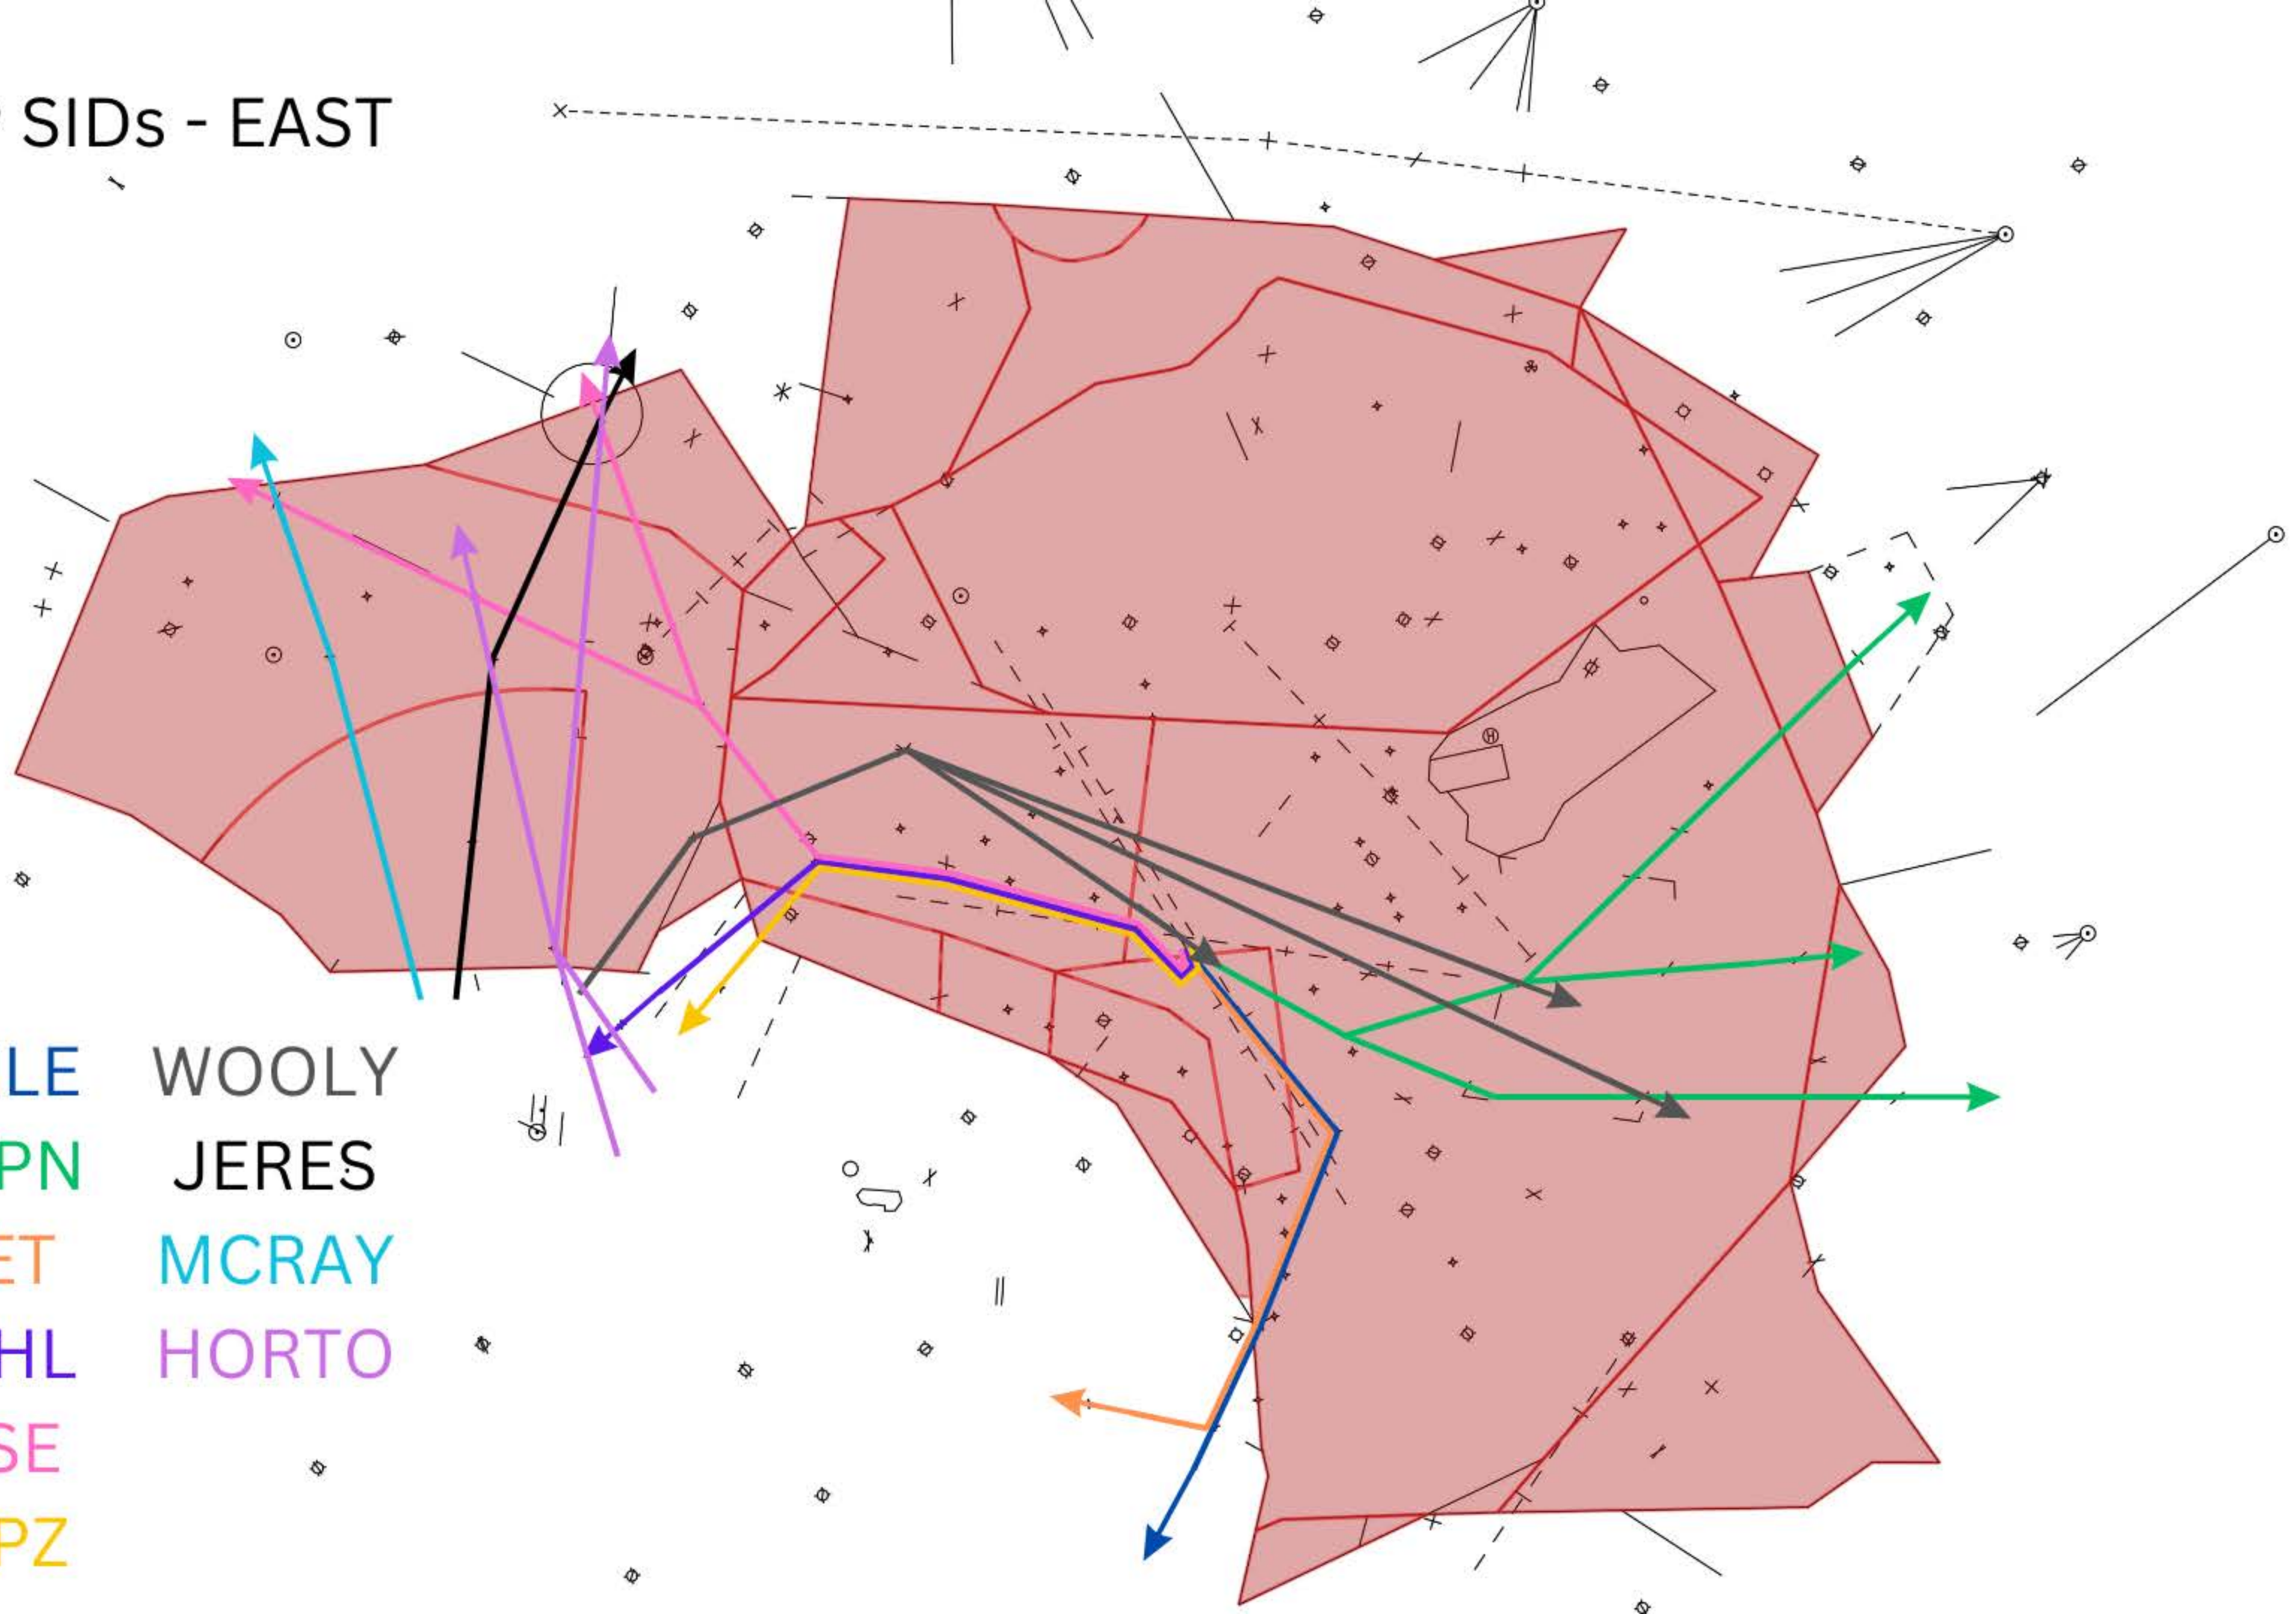 SIDs - EAST
LE WOOLY
PN JERES
ET MCRAY
HL HORTO
SE
PZ
H